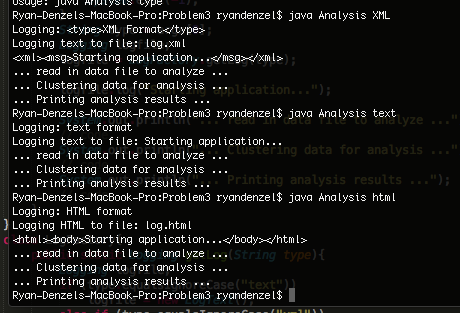 Usage: java Analysis type
Ryan-Denzels-MacBook-Pro:Problem3 ryandenzel$ java Analysis XML
Logging: <type>XML Format</type>
Logging text to file: log.xml
<xml><msg>Starting application...</msg></xml>
... read in data file to analyze ...
... Clustering data for analysis ...
... Printing analysis results ...
Ryan-Denzels-MacBook-Pro:Problem3 ryandenzel$ java Analysis text
Logging: text format
Logging text to file: Starting application...
... read in data file to analyze ...
... Clustering data for analysis ...
... Printing analysis results ...
Ryan-Denzels-MacBook-Pro:Problem3 ryandenzel$ java Analysis html
Logging: HTML format
Logging HTML to file: log.html
<html><body>Starting application...</body></html>
... read in data file to analyze ...
... Clustering data for analysis ...
... Printing analysis results ...
Ryan-Denzels-MacBook-Pro:Problem3 ryandenzel$